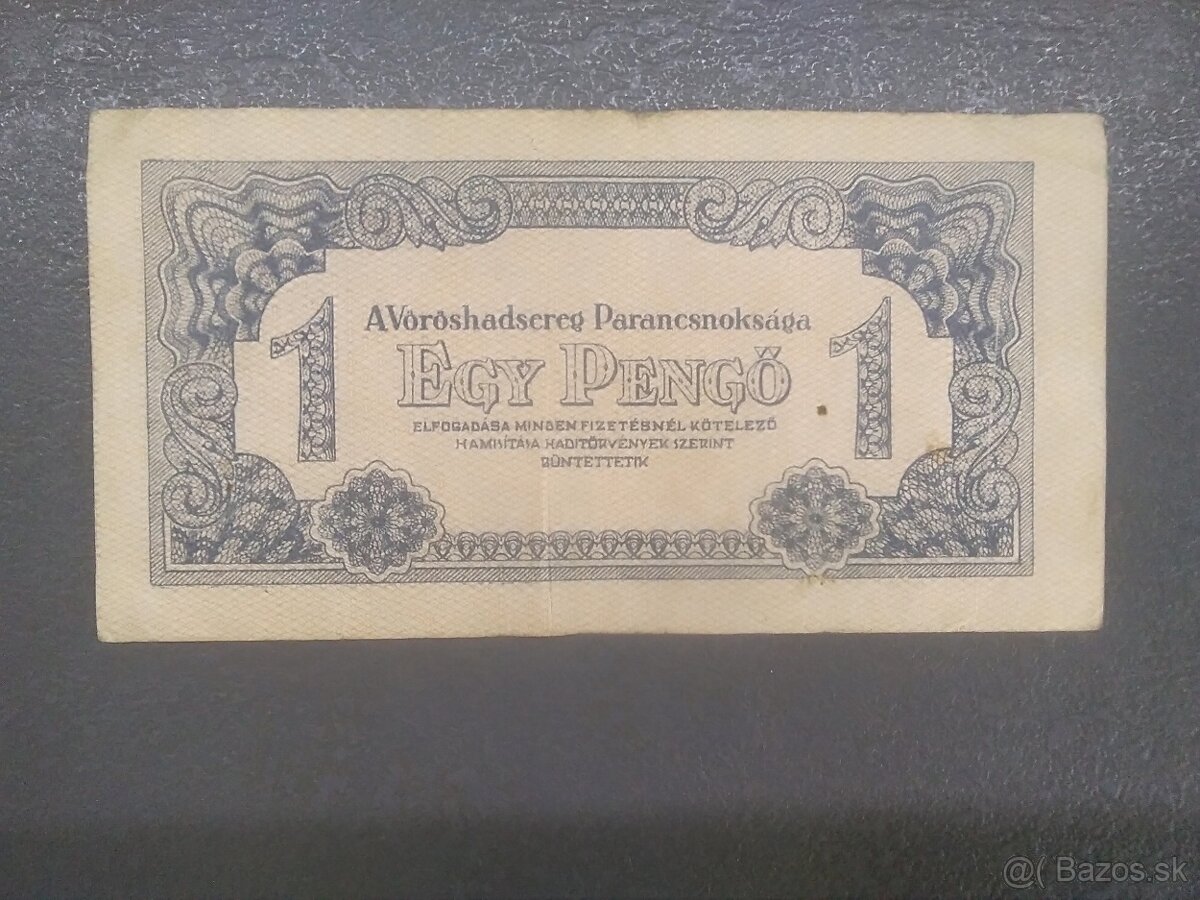 A Vöröshadsereg Parancsnoksága
1 EGY PENGŐ 1
ELFOGADÁSA MINDEN FIZETÉSNÉL KÖTELEZŐ
HAMISÍTÁSA HADITÖRVÉNYEK SZERINT
BÜNTETTETIK
@( Bazos.sk